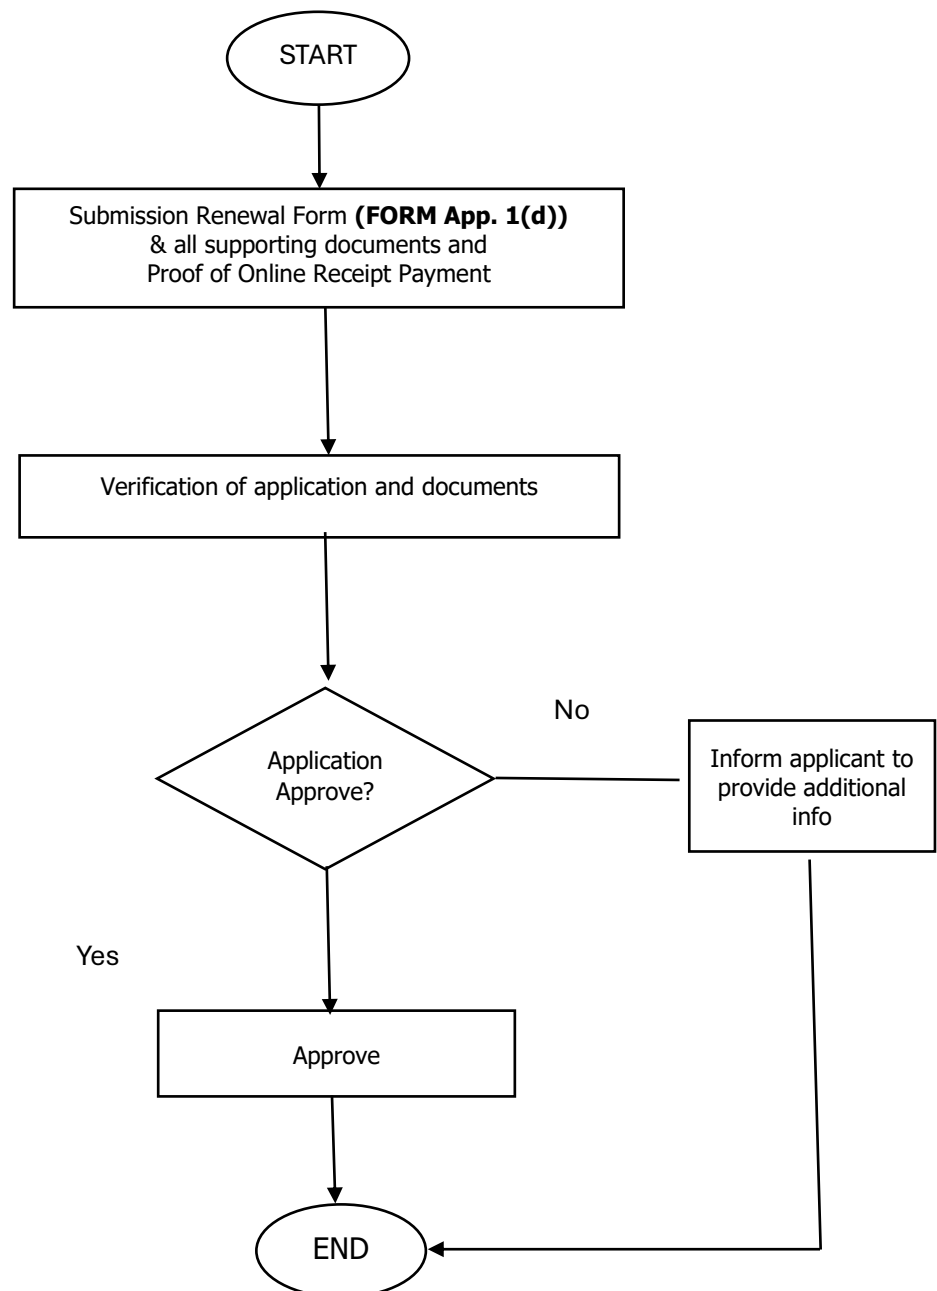 START
Submission Renewal Form (FORM App. 1(d))
& all supporting documents and
Proof of Online Receipt Payment
Verification of application and documents
Application
Approve?
No
Inform applicant to
provide additional
info
Yes
Approve
END